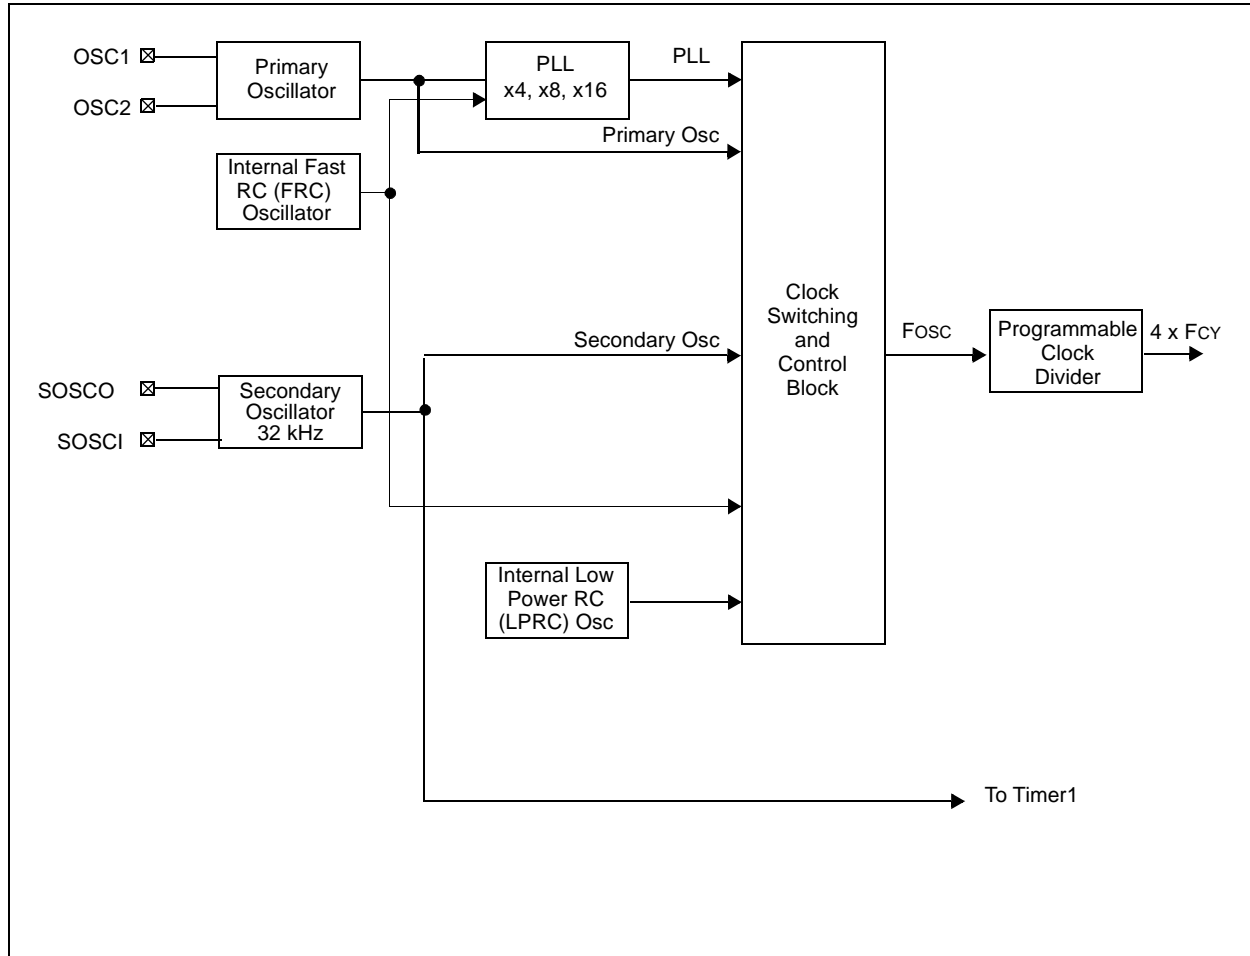 OSC1
OSC2
Primary
Oscillator
PLL
x4, x8, x16
PLL
Primary Osc
Internal Fast
RC (FRC)
Oscillator
Clock
Switching
and
Control
Block
Secondary Osc
FOSC
Programmable
Clock
Divider
4 x FCY
SOSCO
SOSCI
Secondary
Oscillator
32 kHz
Internal Low
Power RC
(LPRC) Osc
To Timer1